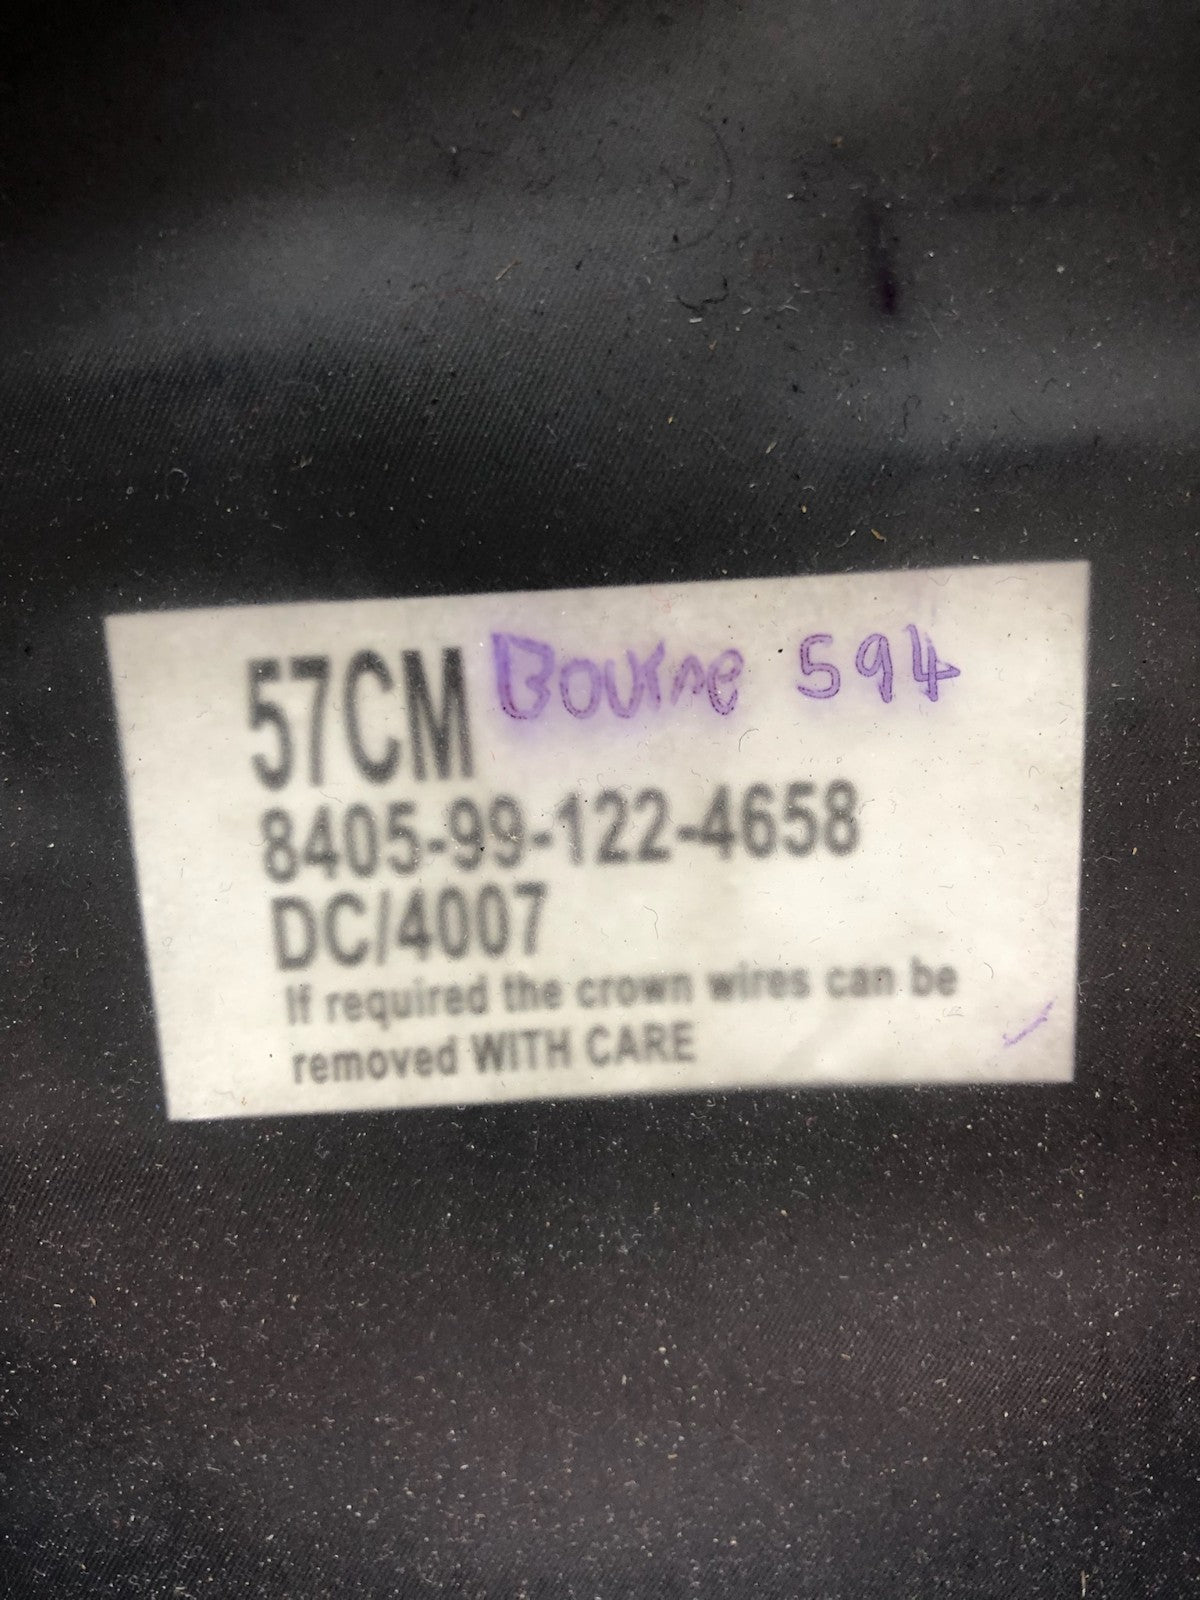 57CM Bourne 594
8405-99-122-4658
DC/4007
If required the crown wires can be
removed WITH CARE